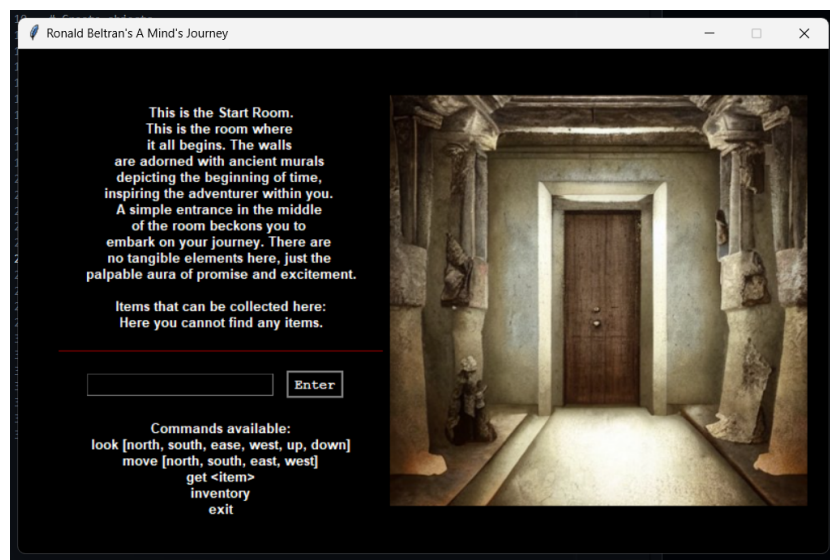 Ronald Beltran's A Mind's Journey
This is the Start Room.
This is the room where
it all begins. The walls
are adorned with ancient murals
depicting the beginning of time,
inspiring the adventurer within you.
A simple entrance in the middle
of the room beckons you to
embark on your journey. There are
no tangible elements here, just the
palpable aura of promise and excitement.
Items that can be collected here:
Here you cannot find any items.
Enter
Commands available:
look [north, south, ease, west, up, down]
move [north, south, east, west]
get <item>
inventory
exit